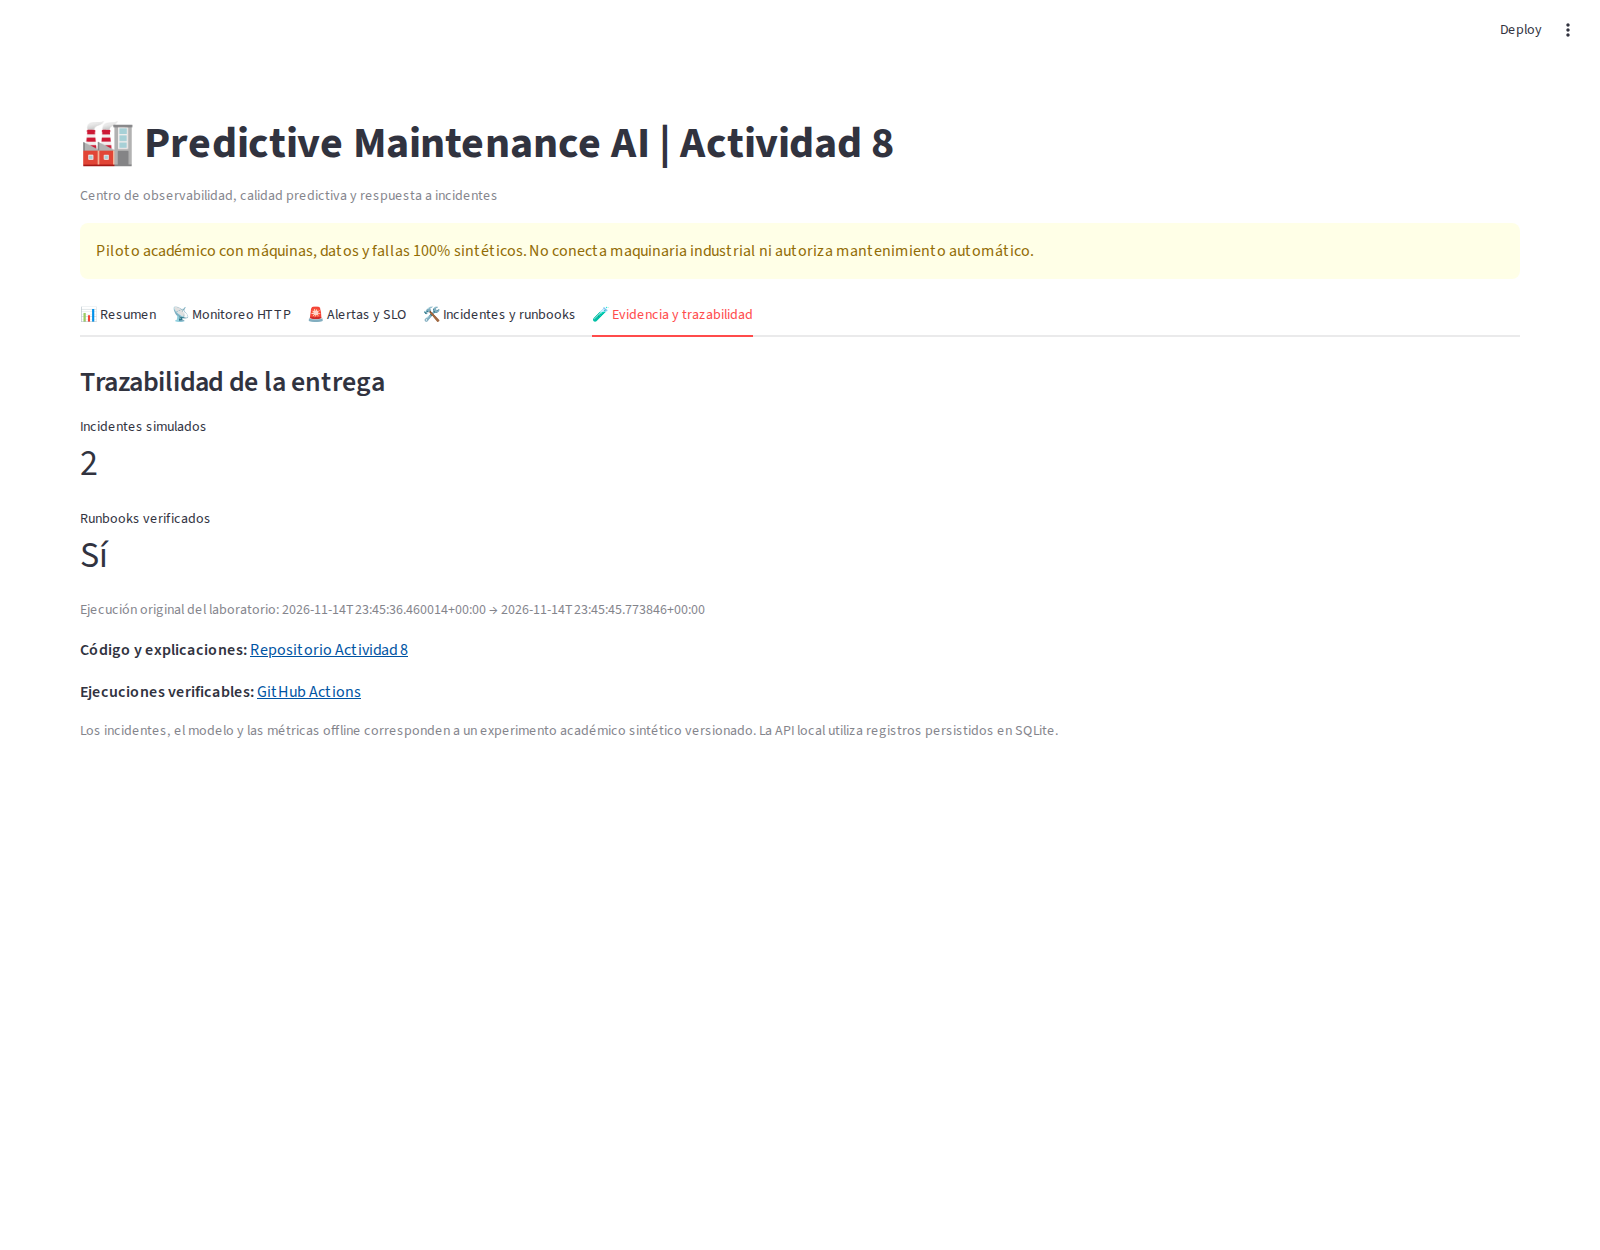 Deploy
Predictive Maintenance AI | Actividad 8
Centro de observabilidad, calidad predictiva y respuesta a incidentes
Piloto académico con máquinas, datos y fallas 100% sintéticos. No conecta maquinaria industrial ni autoriza mantenimiento automático.
Resumen Monitoreo HTTP Alertas y SLO Incidentes y runbooks Evidencia y trazabilidad
Trazabilidad de la entrega
Incidentes simulados
2
Runbooks verificados
Sí
Ejecución original del laboratorio: 2026-11-14T23:45:36.460014+00:00 → 2026-11-14T23:45:45.773846+00:00
Código y explicaciones: Repositorio Actividad 8
Ejecuciones verificables: GitHub Actions
Los incidentes, el modelo y las métricas offline corresponden a un experimento académico sintético versionado. La API local utiliza registros persistidos en SQLite.